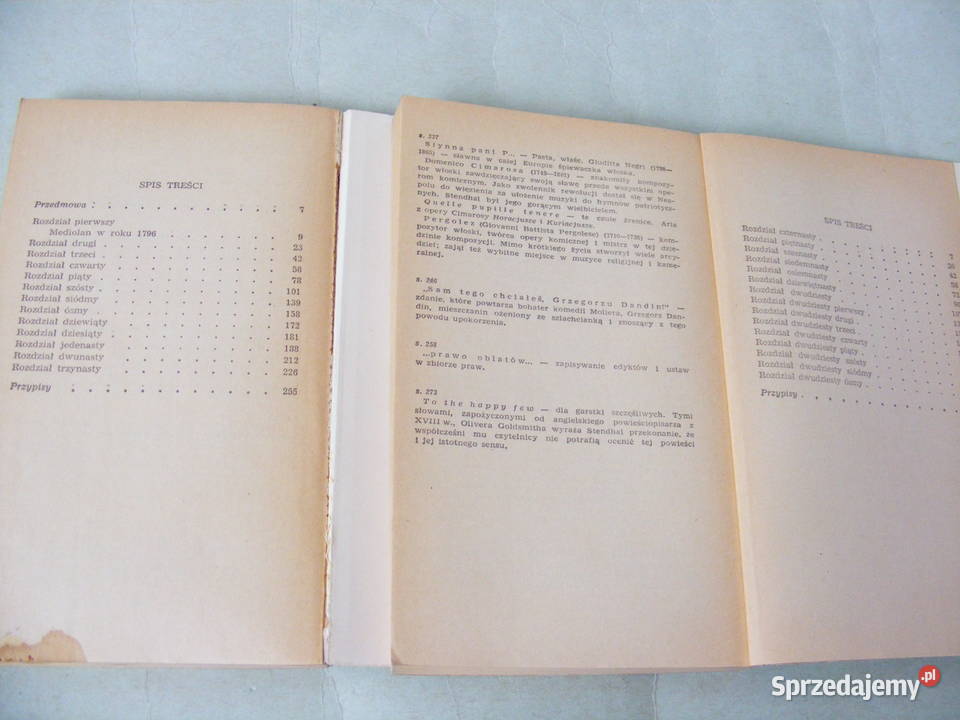 SPIS TREŚCI
Przedmowa . . . . . . . . . . . 7
Rozdział pierwszy
Mediolan w roku 1796 . . . . . . 9
Rozdział drugi . . . . . . . . . . 23
Rozdział trzeci . . . . . . . . . . 42
Rozdział czwarty . . . . . . . . . 56
Rozdział piąty . . . . . . . . . . 78
Rozdział szósty . . . . . . . . . . 101
Rozdział siódmy . . . . . . . . . 139
Rozdział ósmy . . . . . . . . . . 158
Rozdział dziewiąty . . . . . . . . 172
Rozdział dziesiąty . . . . . . . . 181
Rozdział jedenasty . . . . . . . . 188
Rozdział dwunasty . . . . . . . . 212
Rozdział trzynasty . . . . . . . . 226
Przypisy . . . . . . . . . . . . 255
s. 227
Słynna pani P... — Pasta, właśc. Giuditta Negri (1798—
1865) — sławna w całej Europie śpiewaczka włoska.
Domenico Cimarosa (1749—1801) — znakomity kompozy-
tor włoski zawdzięczający swoją sławę przede wszystkim ope-
rom komicznym. Jako zwolennik rewolucji dostał się w Nea-
polu do więzienia za ułożenie muzyki do hymnów patriotycz-
nych. Stendhal był jego gorącym wielbicielem.
Quelle pupille tenere — te czułe źrenice. Aria
z opery Cimarosy Horacjusze i Kuriacjusze.
Pergolez (Giovanni Battista Pergolese) (1710—1736) — kom-
pozytor włoski, twórca opery komicznej i mistrz w tej dzie-
dzinie kompozycji. Mimo krótkiego życia stworzył wiele arcy-
dzieł; zajął też wybitne miejsce w muzyce religijnej i kame-
ralnej.
s. 246
„Sam tego chciałeś, Grzegorzu Dandin!” —
zdanie, które powtarza bohater komedii Moliera, Grzegorz Dan-
din, mieszczanin ożeniony ze szlachcianką i znoszący z tego
powodu upokorzenia.
s. 258
„...prawo oblatów... — zapisywanie edyktów i ustaw
w zbiorze praw.
s. 273
To the happy few — dla garstki szczęśliwych. Tymi
słowami, zapożyczonymi od angielskiego powieściopisarza z
XVIII w., Olivera Goldsmitha wyraża Stendhal przekonanie, że
współcześni mu czytelnicy nie potrafią ocenić tej powieści
i jej istotnego sensu.
SPIS TREŚCI
Rozdział czternasty
Rozdział piętnasty
Rozdział szesnasty
Rozdział siedemnasty
Rozdział osiemnasty
Rozdział dziewiętnasty
Rozdział dwudziesty
Rozdział dwudziesty pierwszy
Rozdział dwudziesty drugi
Rozdział dwudziesty trzeci
Rozdział dwudziesty czwarty
Rozdział dwudziesty piąty
Rozdział dwudziesty szósty
Rozdział dwudziesty siódmy
Rozdział dwudziesty ósmy
Przypisy . . . . . . . . . .
Sprzedajemy.pl